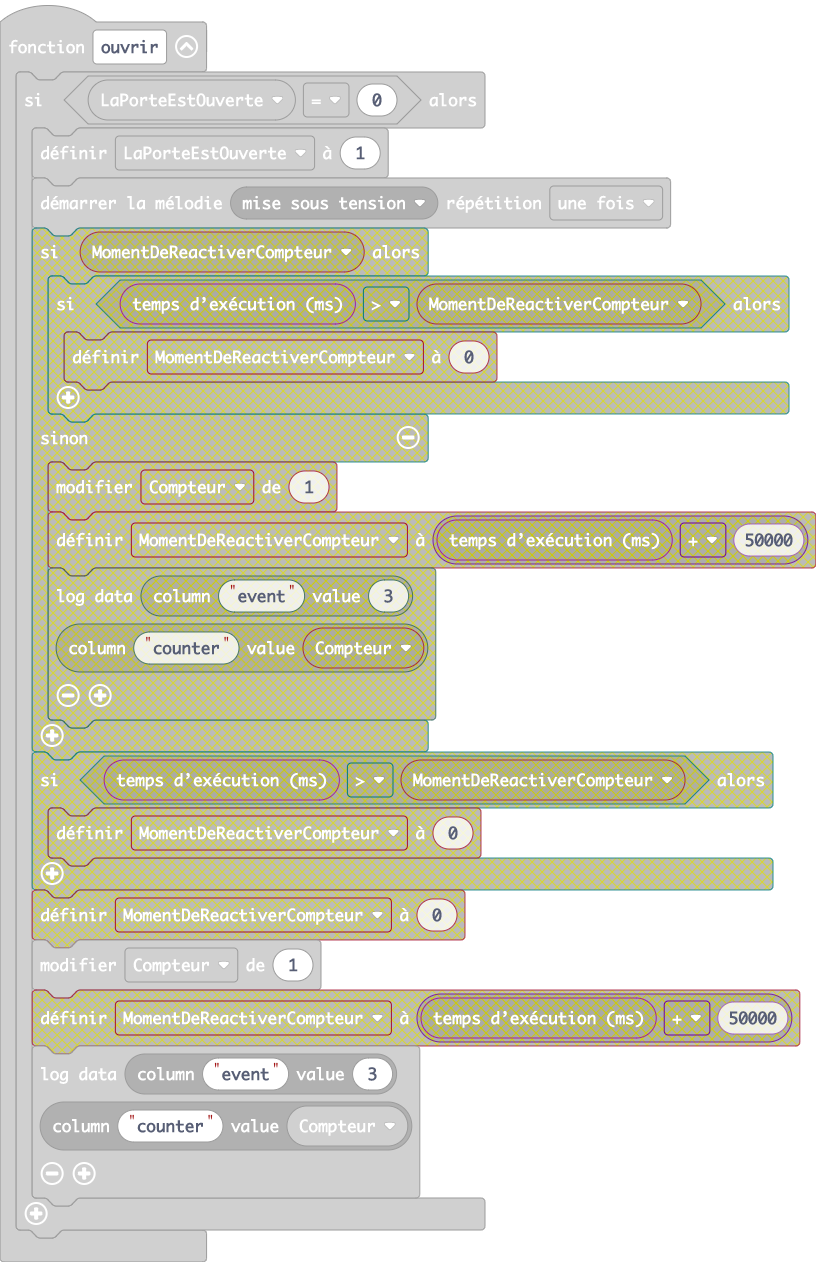 fonction ouvrir
si LaPorteEstOuverte = 0 alors
définir LaPorteEstOuverte à 1
démarrer la mélodie mise sous tension répétition une fois
si MomentDeReactiverCompteur alors
si temps d’exécution (ms) > MomentDeReactiverCompteur alors
définir MomentDeReactiverCompteur à 0
sinon
modifier Compteur de 1
définir MomentDeReactiverCompteur à temps d’exécution (ms) + 50000
log data column "event" value 3
column "counter" value Compteur
si temps d’exécution (ms) > MomentDeReactiverCompteur alors
définir MomentDeReactiverCompteur à 0
définir MomentDeReactiverCompteur à 0
modifier Compteur de 1
définir MomentDeReactiverCompteur à temps d’exécution (ms) + 50000
log data column "event" value 3
column "counter" value Compteur